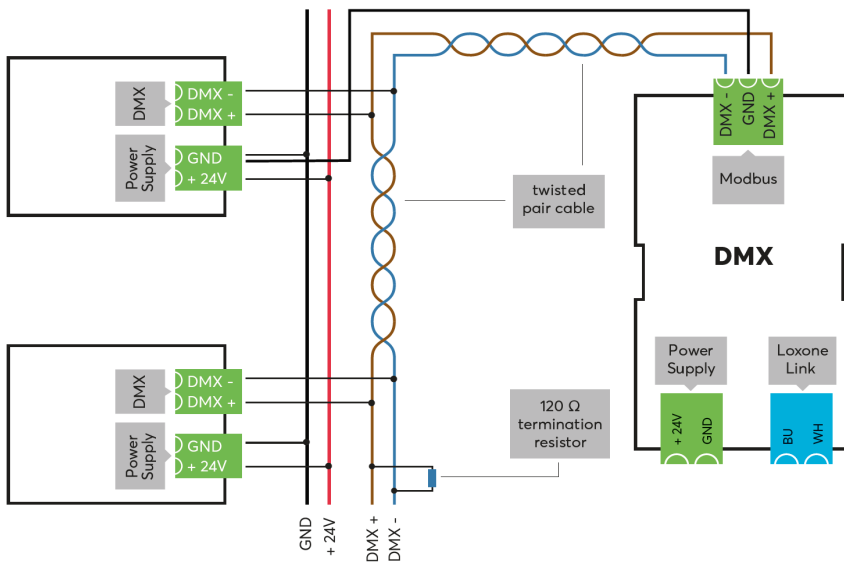 DMX
DMX -
DMX +
Power
Supply
GND
+ 24V
twisted
pair cable
DMX -
GND
DMX +
Modbus
DMX
Power
Supply
+ 24V
GND
Loxone
Link
BU
WH
DMX
DMX -
DMX +
Power
Supply
GND
+ 24V
120 Ω
termination
resistor
GND
+ 24V
DMX +
DMX -